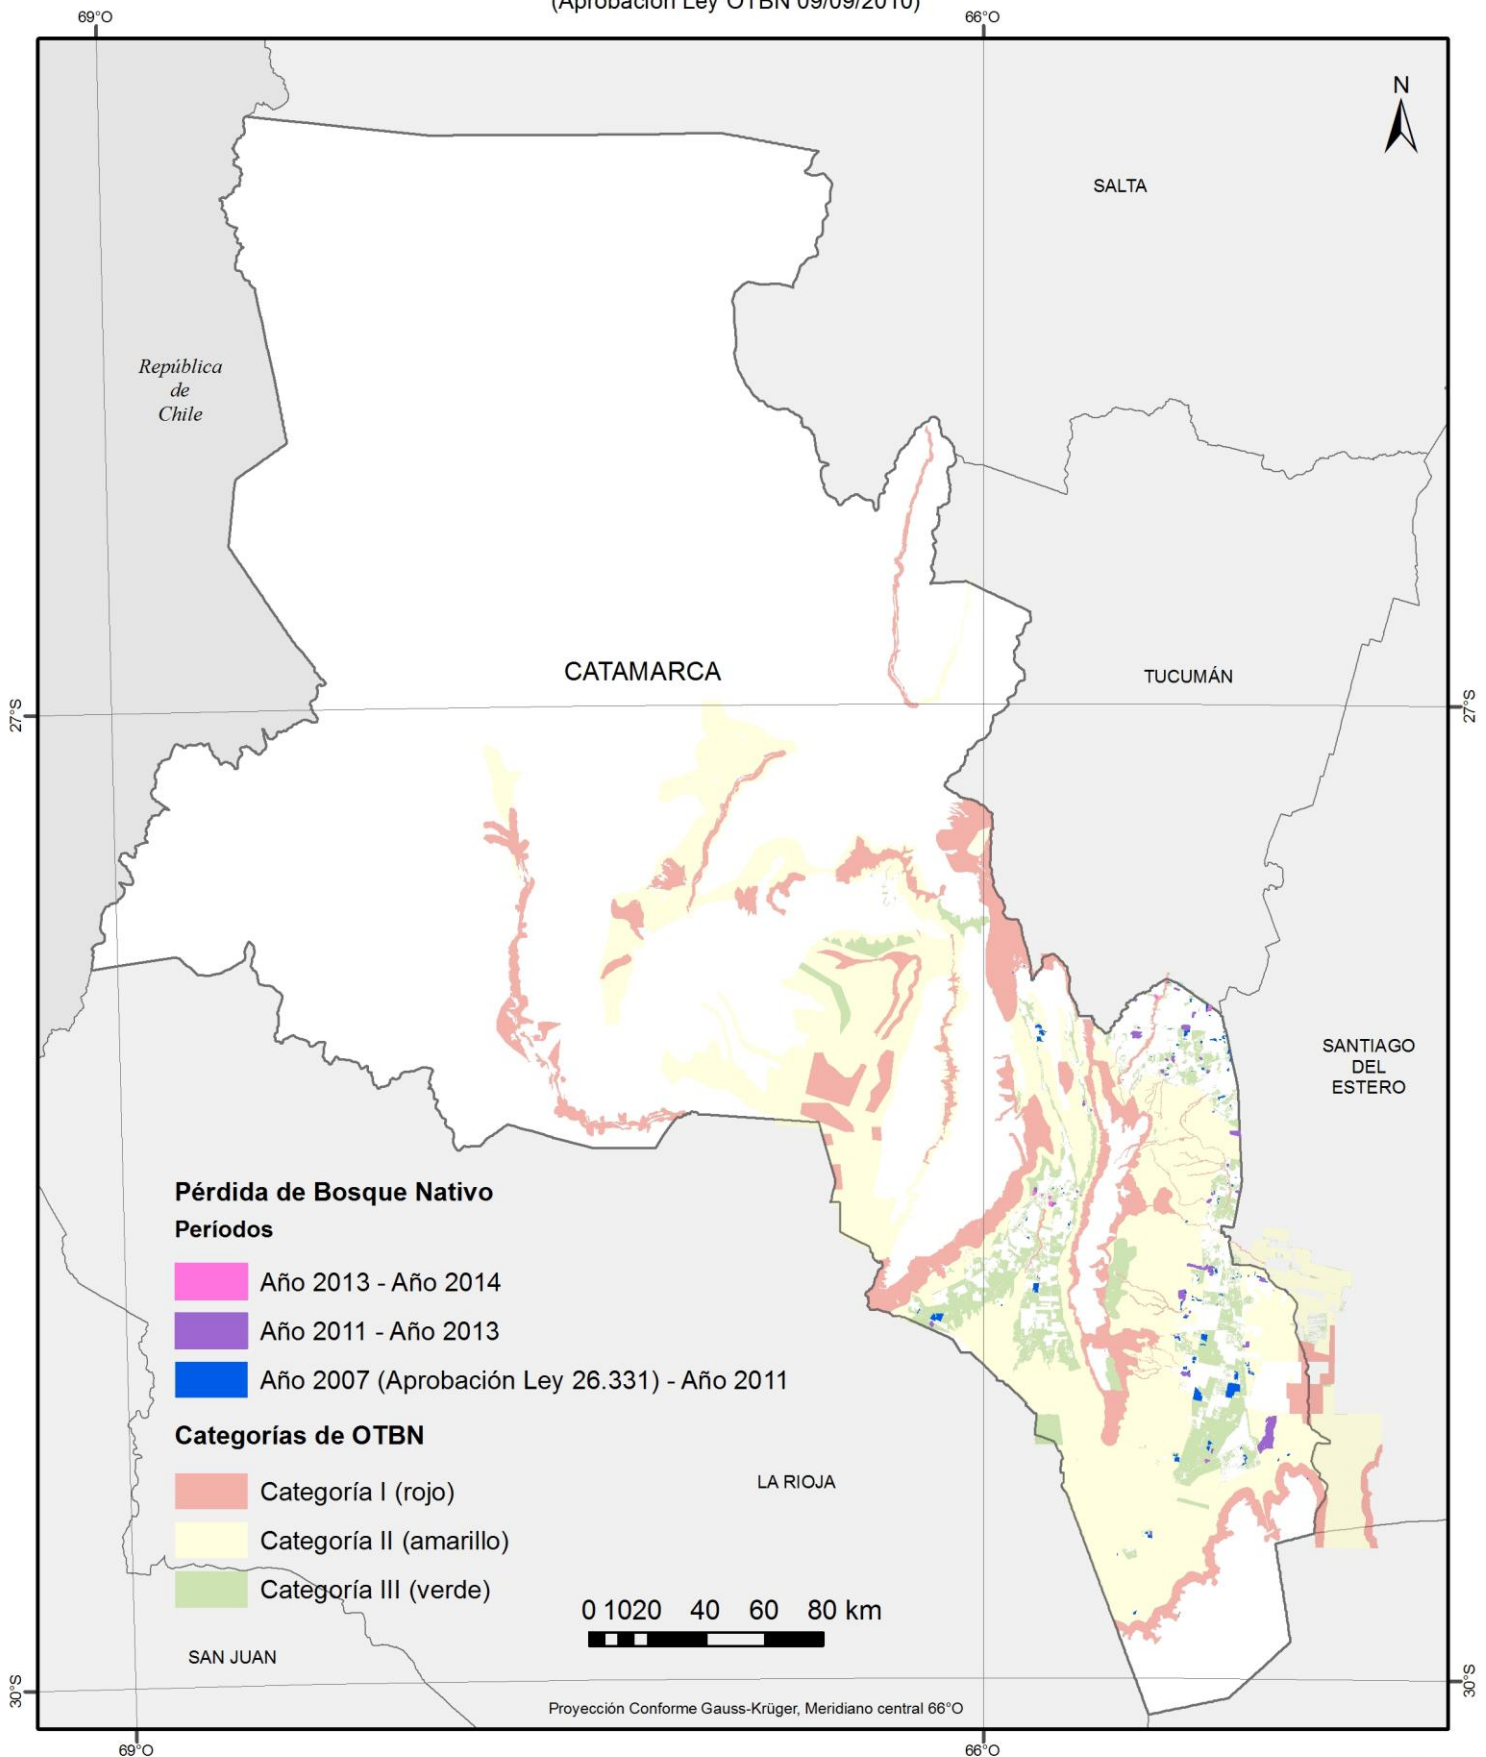 (Aprobación Ley OTBN 09/09/2010)
69°O
66°O
N
SALTA
República
de
Chile
CATAMARCA
TUCUMÁN
27°S
27°S
SANTIAGO
DEL
ESTERO
Pérdida de Bosque Nativo
Períodos
Año 2013 - Año 2014
Año 2011 - Año 2013
Año 2007 (Aprobación Ley 26.331) - Año 2011
Categorías de OTBN
Categoría I (rojo)
Categoría II (amarillo)
Categoría III (verde)
LA RIOJA
0 1020 40 60 80 km
SAN JUAN
30°S
30°S
Proyección Conforme Gauss-Krüger, Meridiano central 66°O
69°O
66°O